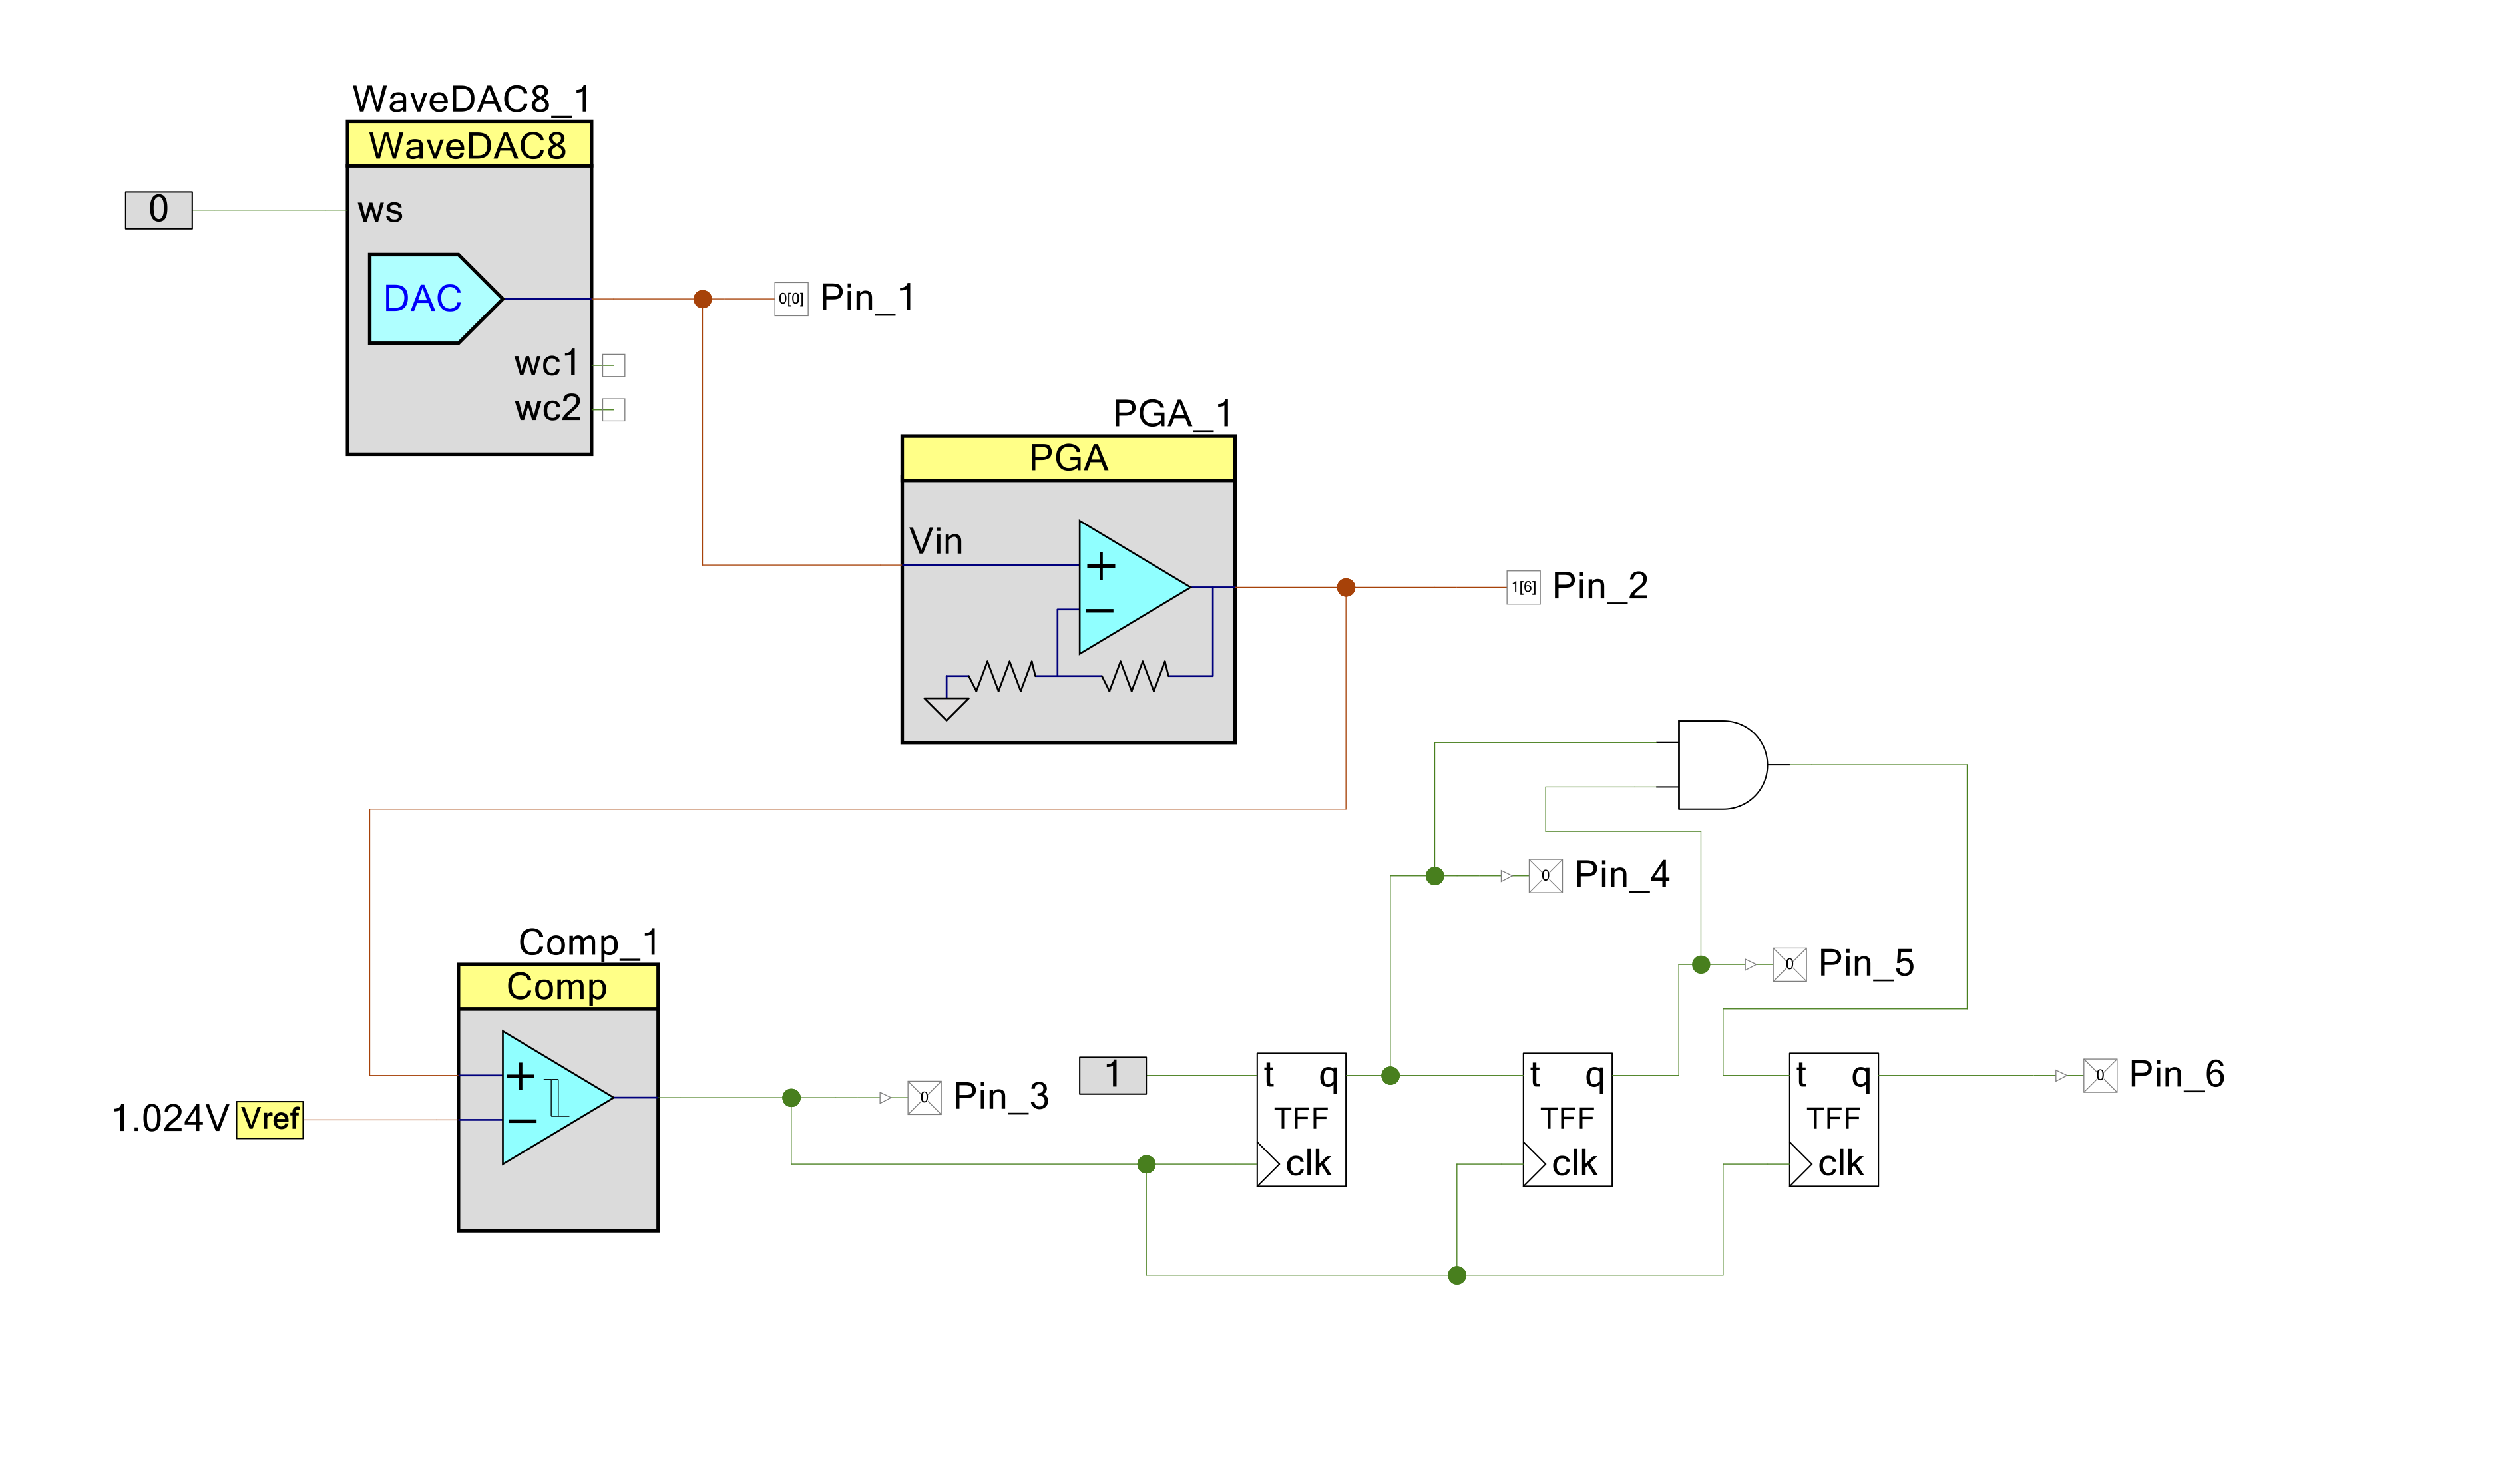 WaveDAC8_1
WaveDAC8
0
ws
DAC
0[0]
Pin_1
wc1
wc2
PGA_1
PGA
Vin
+
−
1[6]
Pin_2
0
Pin_4
Comp_1
Comp
0
Pin_5
+
−
1.024V
Vref
0
Pin_3
1
t
q
TFF
clk
t
q
TFF
clk
t
q
TFF
clk
0
Pin_6